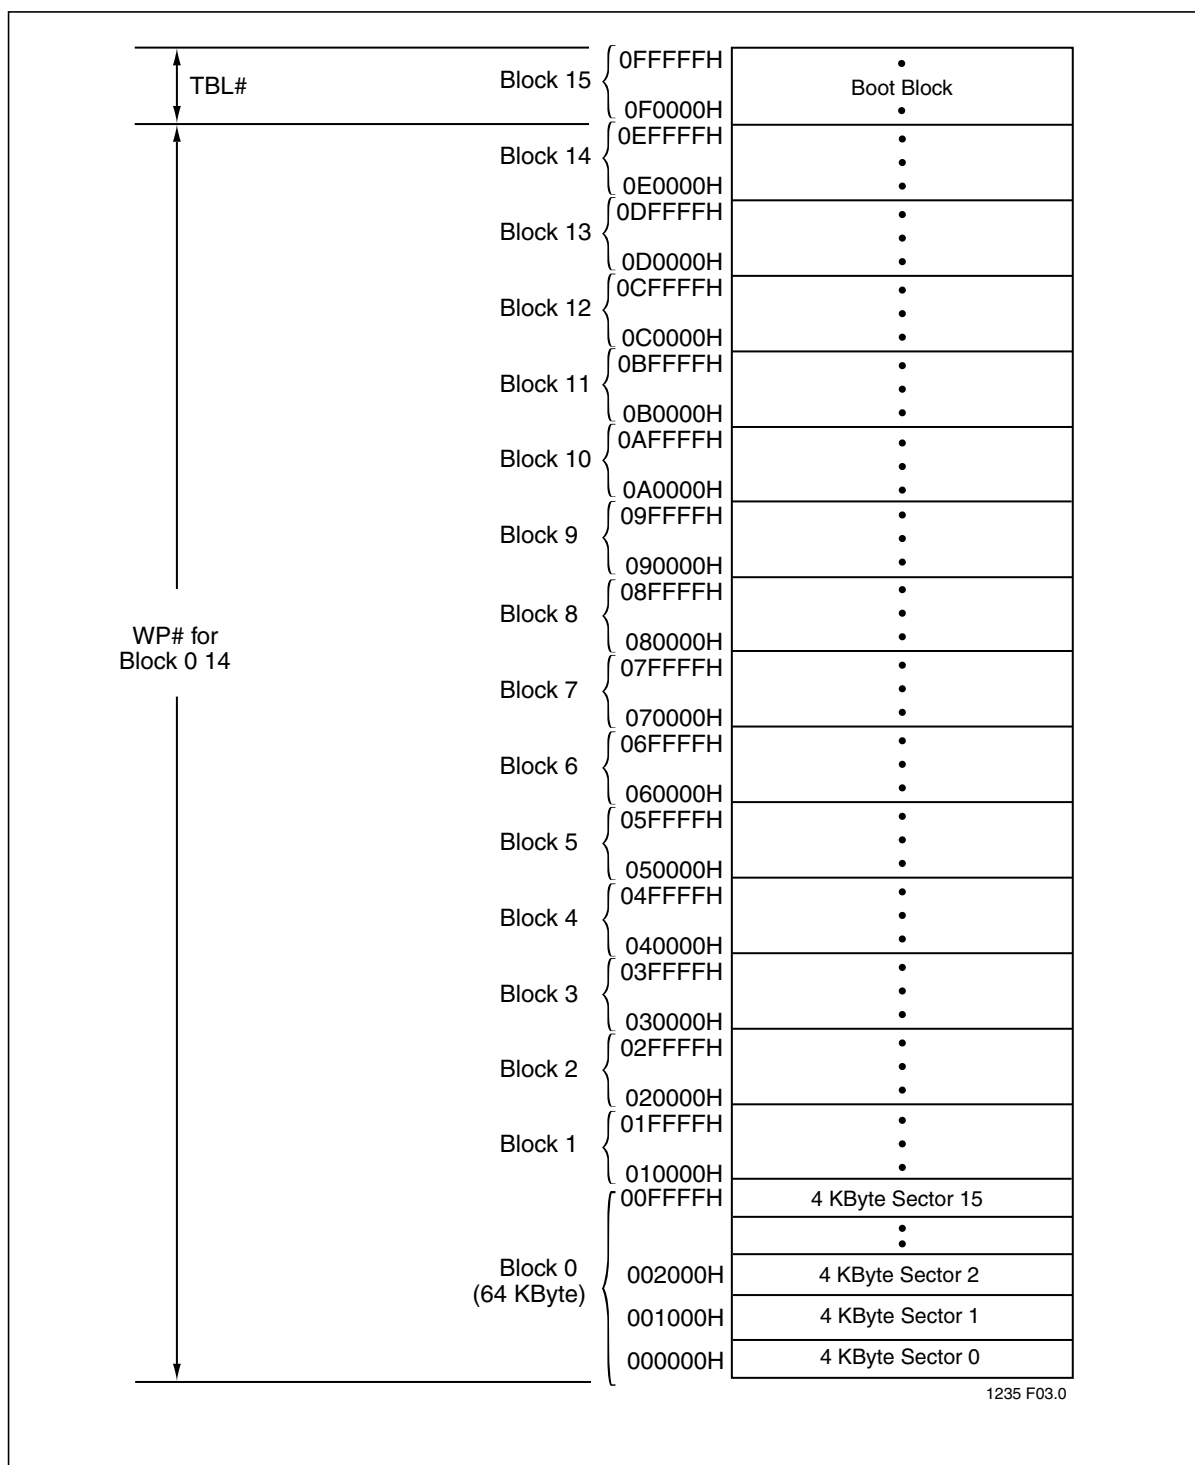 TBL#
Block 15
0FFFFFH
0F0000H
Boot Block
Block 14
0EFFFFH
0E0000H
Block 13
0DFFFFH
0D0000H
Block 12
0CFFFFH
0C0000H
Block 11
0BFFFFH
0B0000H
Block 10
0AFFFFH
0A0000H
Block 9
09FFFFH
090000H
Block 8
08FFFFH
080000H
WP# for
Block 0 14
Block 7
07FFFFH
070000H
Block 6
06FFFFH
060000H
Block 5
05FFFFH
050000H
Block 4
04FFFFH
040000H
Block 3
03FFFFH
030000H
Block 2
02FFFFH
020000H
Block 1
01FFFFH
010000H
00FFFFH
4 KByte Sector 15
Block 0
(64 KByte)
002000H
4 KByte Sector 2
001000H
4 KByte Sector 1
000000H
4 KByte Sector 0
1235 F03.0